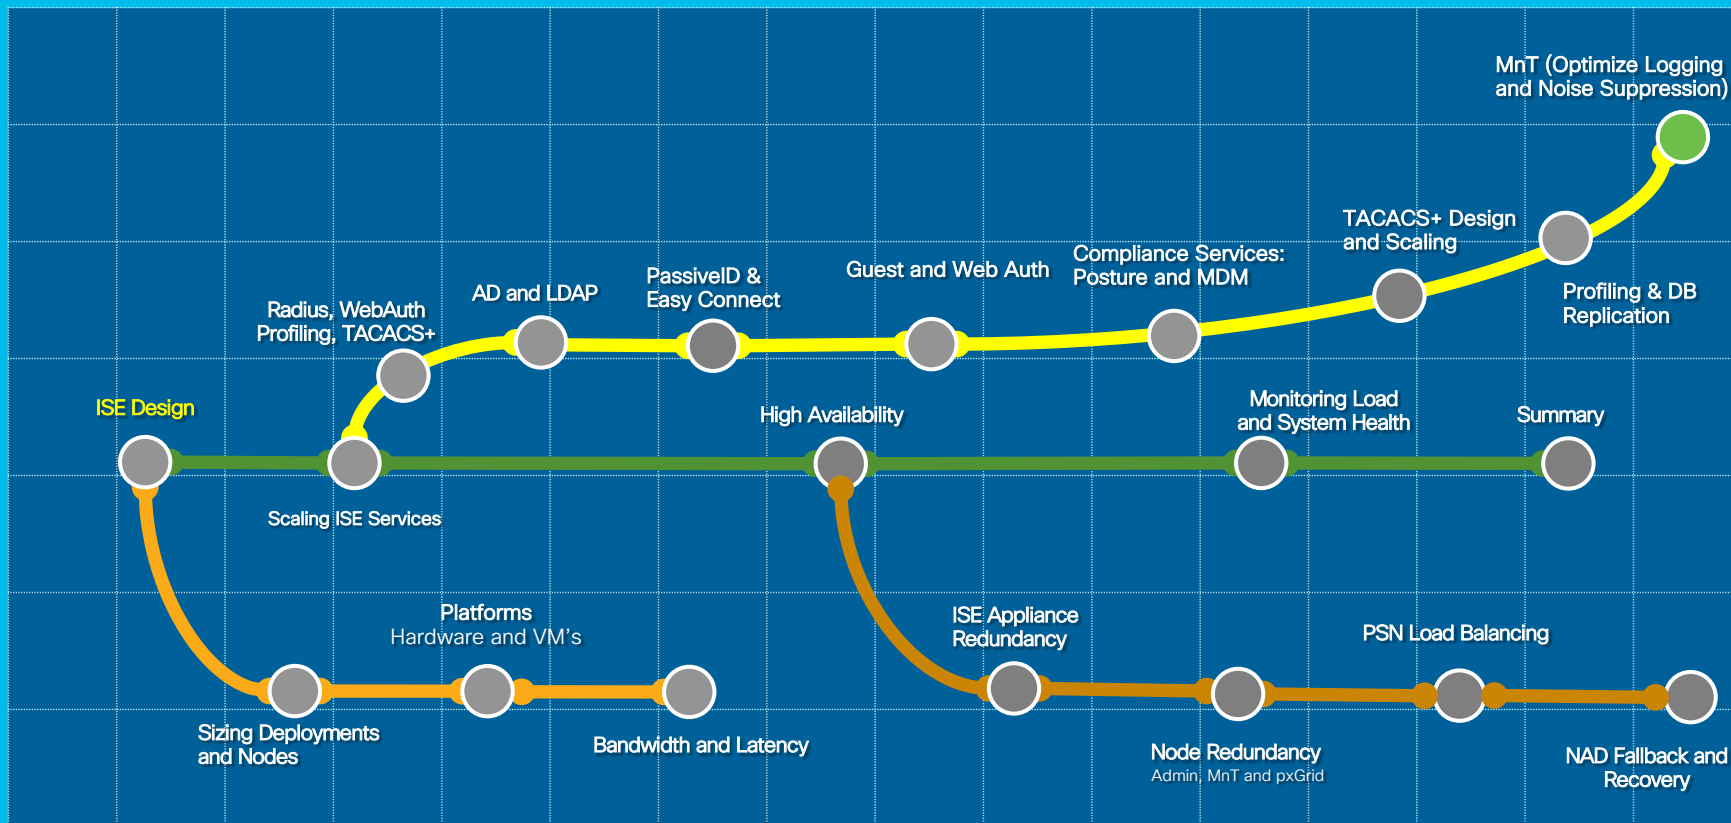 MnT (Optimize Logging
and Noise Suppression)
TACACS+ Design
and Scaling
Compliance Services:
Posture and MDM
Guest and Web Auth
PassiveID &
Easy Connect
AD and LDAP
Radius, WebAuth
Profiling, TACACS+
Profiling & DB
Replication
ISE Design
High Availability
Monitoring Load
and System Health
Summary
Scaling ISE Services
Platforms
Hardware and VM's
ISE Appliance
Redundancy
PSN Load Balancing
Sizing Deployments
and Nodes
Bandwidth and Latency
Node Redundancy
Admin, MnT and pxGrid
NAD Fallback and
Recovery